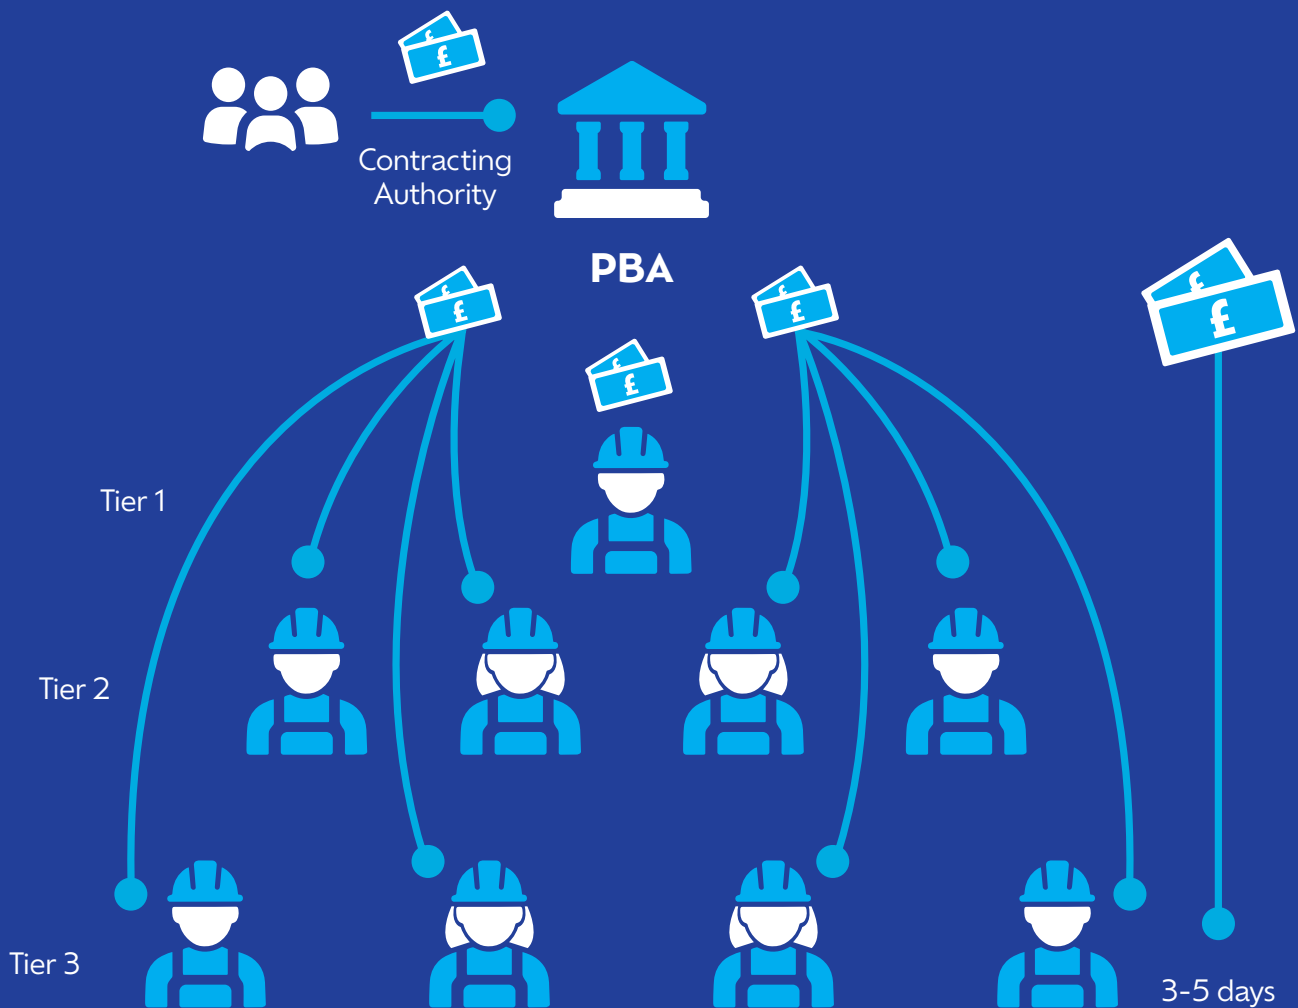 £
£
Contracting
Authority
PBA
£
£
£
£
£
£
£
£
Tier 1
Tier 2
Tier 3
3-5 days